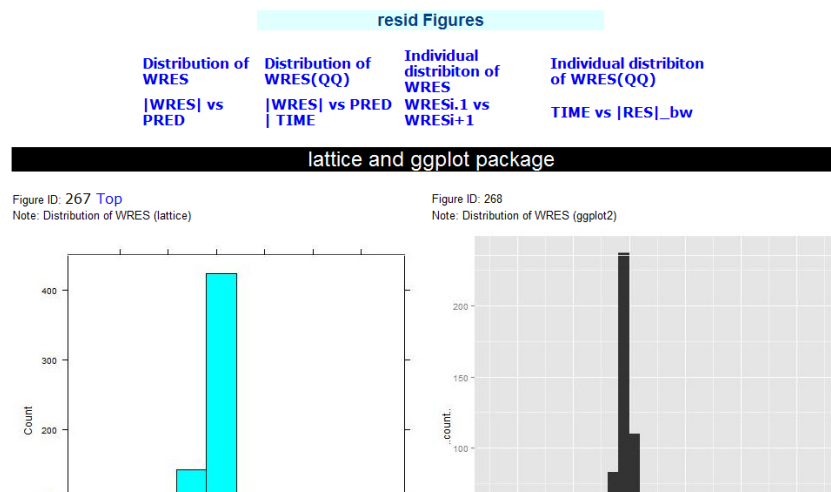 resid Figures
Distribution of WRES
Distribution of WRES(QQ)
Individual distribiton of WRES
Individual distribiton of WRES(QQ)
|WRES| vs PRED
|WRES| vs PRED | TIME
WRESi.1 vs WRESi+1
TIME vs |RES|_bw
lattice and ggplot package
Figure ID: 267 Top
Note: Distribution of WRES (lattice)
Figure ID: 268
Note: Distribution of WRES (ggplot2)
400
300
200
Count
200
150
100
..count..